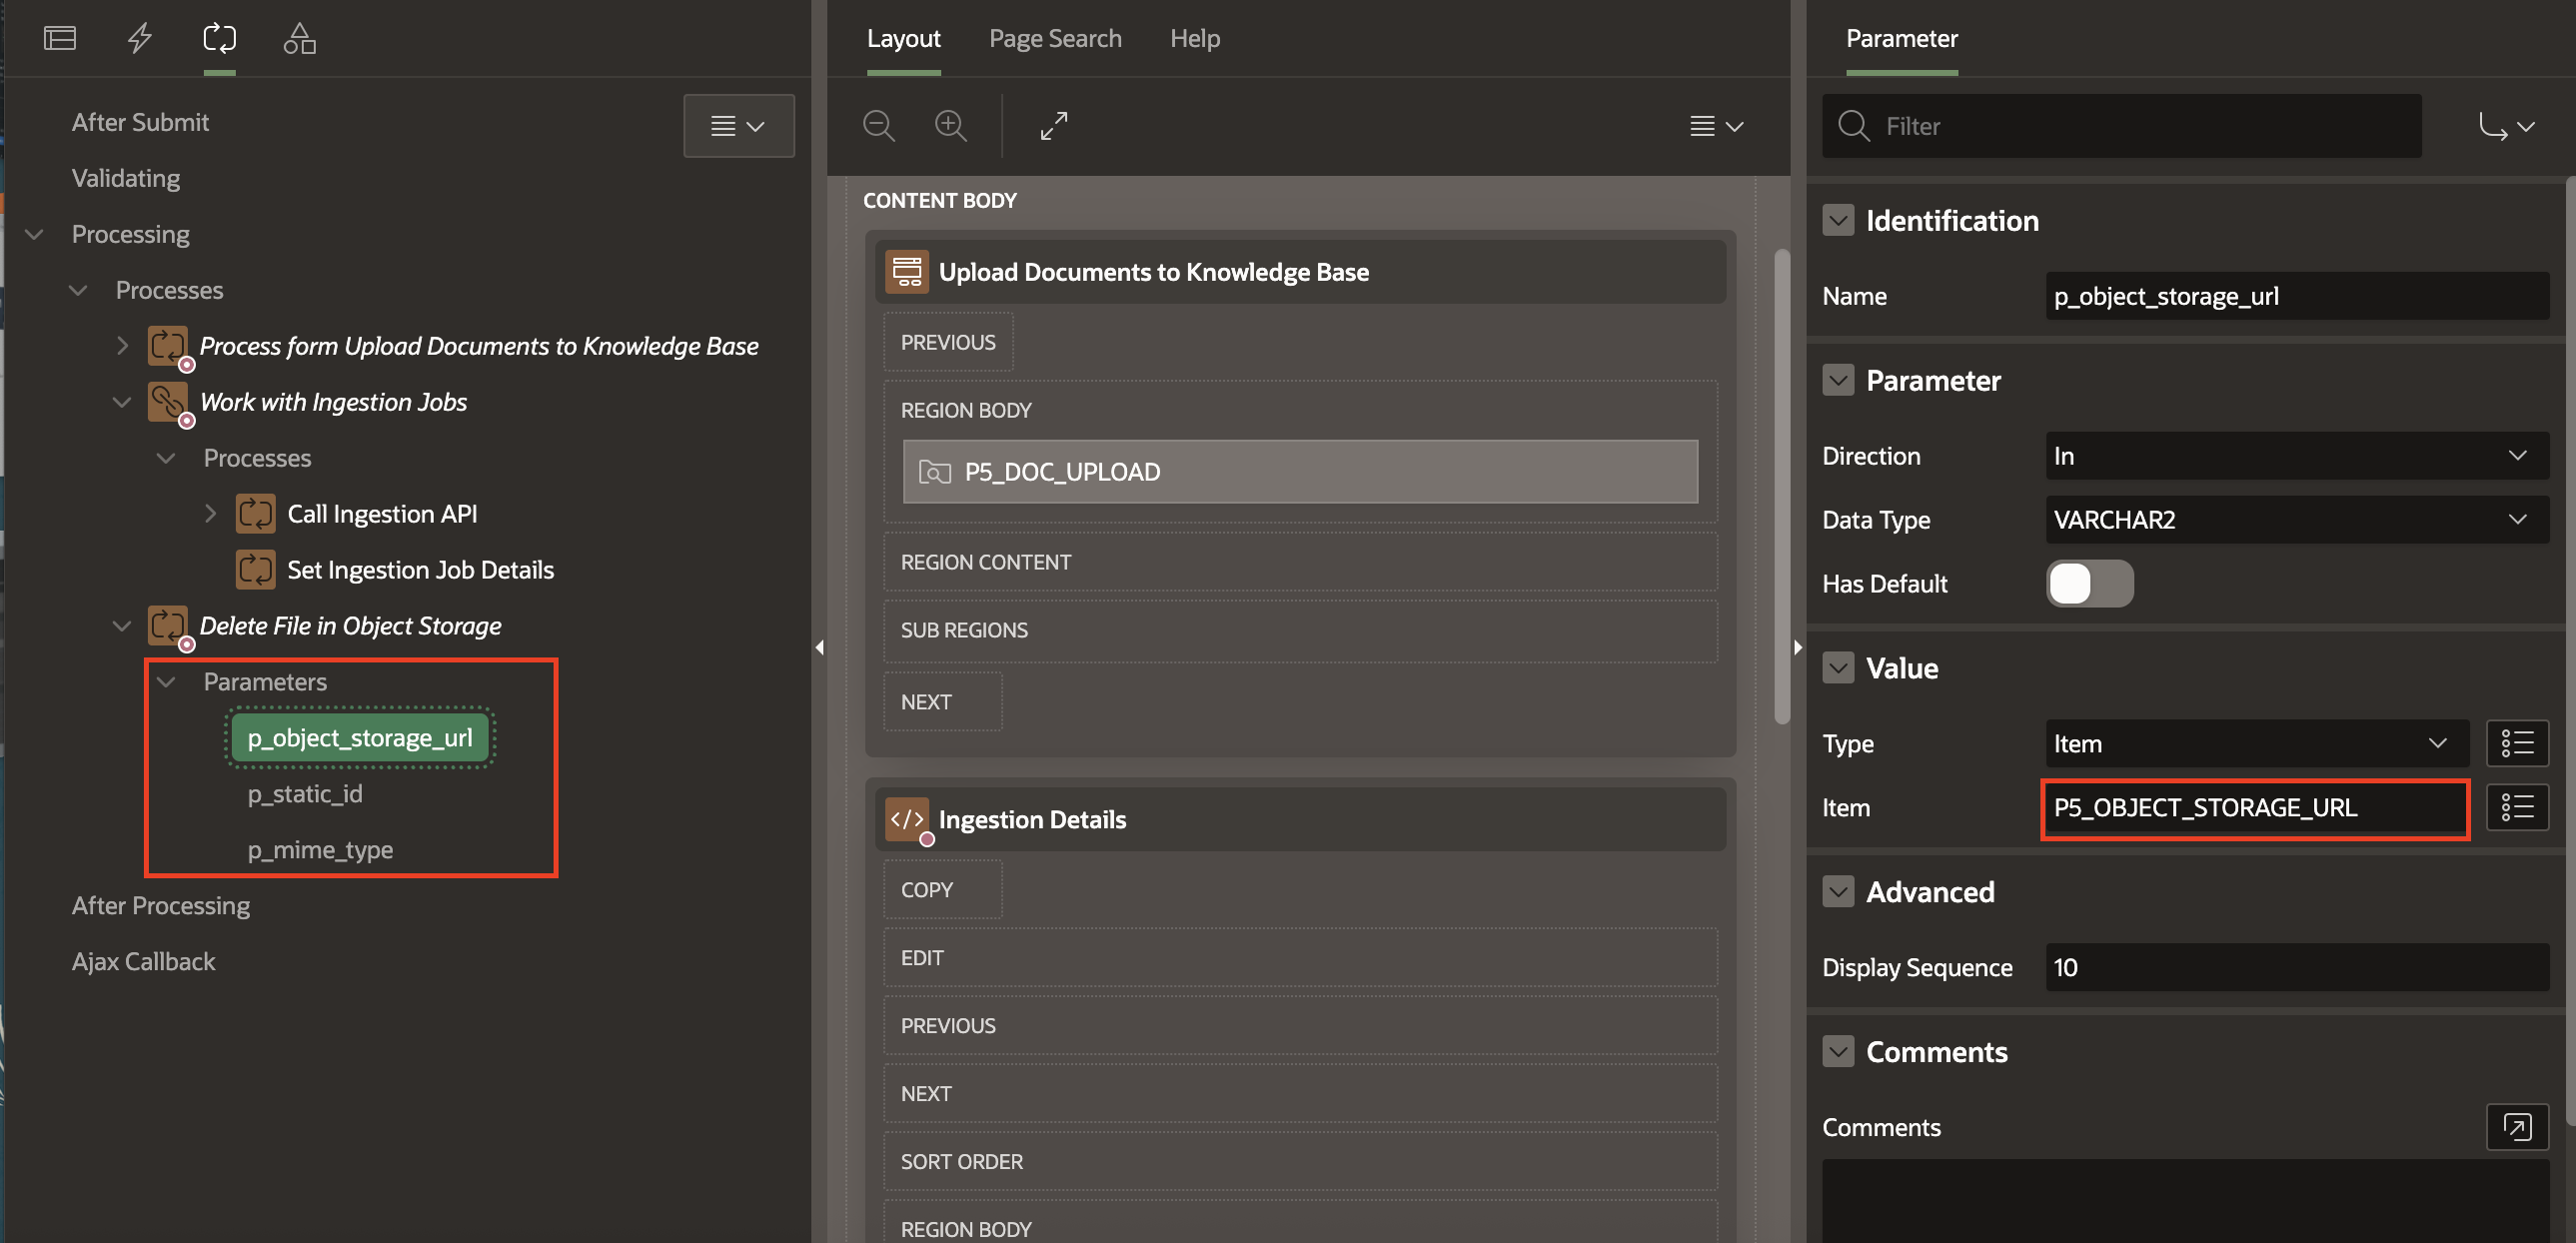 After Submit
Validating
Processing
Processes
Process form Upload Documents to Knowledge Base
Work with Ingestion Jobs
Processes
Call Ingestion API
Set Ingestion Job Details
Delete File in Object Storage
Parameters
p_object_storage_url
p_static_id
p_mime_type
After Processing
Ajax Callback
Layout
Page Search
Help
CONTENT BODY
Upload Documents to Knowledge Base
PREVIOUS
REGION BODY
P5_DOC_UPLOAD
REGION CONTENT
SUB REGIONS
NEXT
Ingestion Details
COPY
EDIT
PREVIOUS
NEXT
SORT ORDER
REGION BODY
Parameter
Filter
Identification
Name p_object_storage_url
Parameter
Direction In
Data Type VARCHAR2
Has Default
Value
Type Item
Item P5_OBJECT_STORAGE_URL
Advanced
Display Sequence 10
Comments
Comments